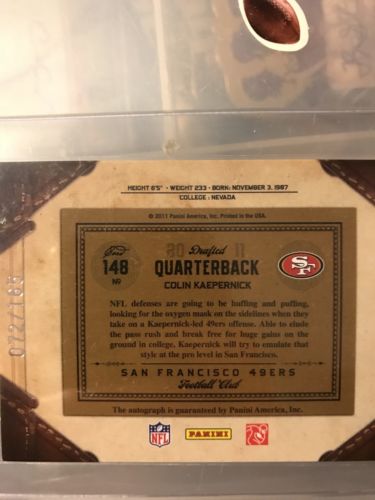 HEIGHT 6'5" - WEIGHT 233 - BORN: NOVEMBER 3, 1987
COLLEGE: NEVADA
© 2011 Panini America, Inc. Printed in the USA.
148
Nº
20 Drafted 11
QUARTERBACK
COLIN KAEPERNICK
SF
NFL defenses are going to be huffing and puffing,
looking for the oxygen mask on the sidelines when they
take on a Kaepernick-led 49ers offense. Able to elude
the pass rush and break free for huge gains on the
ground in college, Kaepernick will try to emulate that
style at the pro level in San Francisco.
SAN FRANCISCO 49ERS
Football Club
The autograph is guaranteed by Panini America, Inc.
NFL
PANINI
072/165